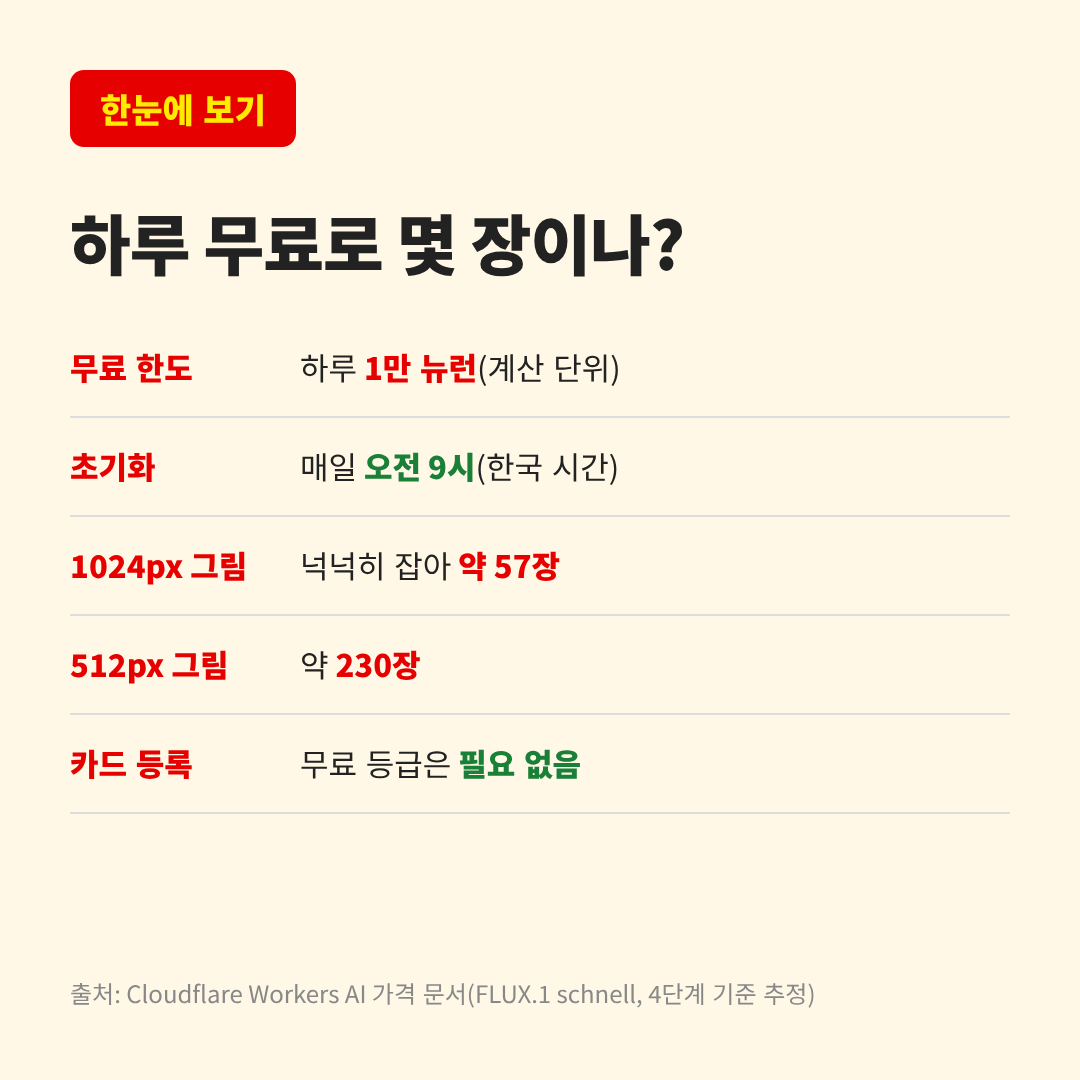 한눈에 보기
하루 무료로 몇 장이나?
무료 한도 하루 1만 뉴런(계산 단위)
초기화 매일 오전 9시(한국 시간)
1024px 그림 넉넉히 잡아 약 57장
512px 그림 약 230장
카드 등록 무료 등급은 필요 없음
출처: Cloudflare Workers AI 가격 문서(FLUX.1 schnell, 4단계 기준 추정)